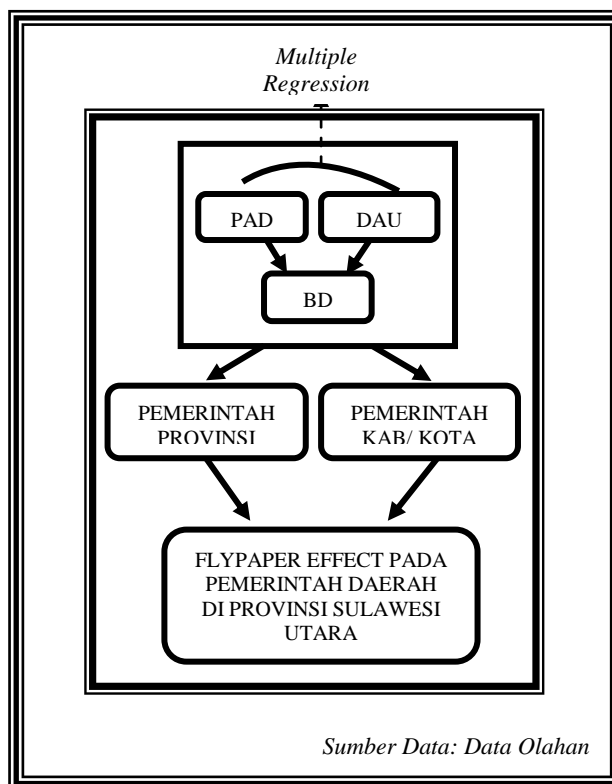 Multiple
Regression
PAD
DAU
BD
PEMERINTAH
PROVINSI
PEMERINTAH
KAB/ KOTA
FLYPAPER EFFECT PADA
PEMERINTAH DAERAH
DI PROVINSI SULAWESI
UTARA
Sumber Data: Data Olahan